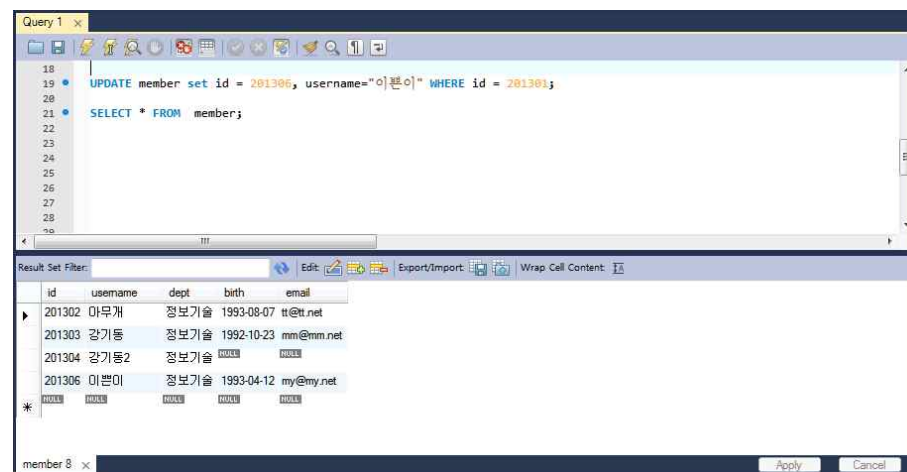 Query 1
18
19 UPDATE member set id = 201306, username="이쁜이" WHERE id = 201301;
20
21 SELECT * FROM member;
22
23
24
25
26
27
28
29
Result Set Filter: Edit: Export/Import: Wrap Cell Content:
id username dept birth email
201302 아무개 정보기술 1993-08-07 tt@tt.net
201303 강기동 정보기술 1992-10-23 mm@mm.net
201304 강기동2 정보기술 NULL NULL
201306 이쁜이 정보기술 1993-04-12 my@my.net
NULL NULL NULL NULL NULL
member 8 Apply Cancel